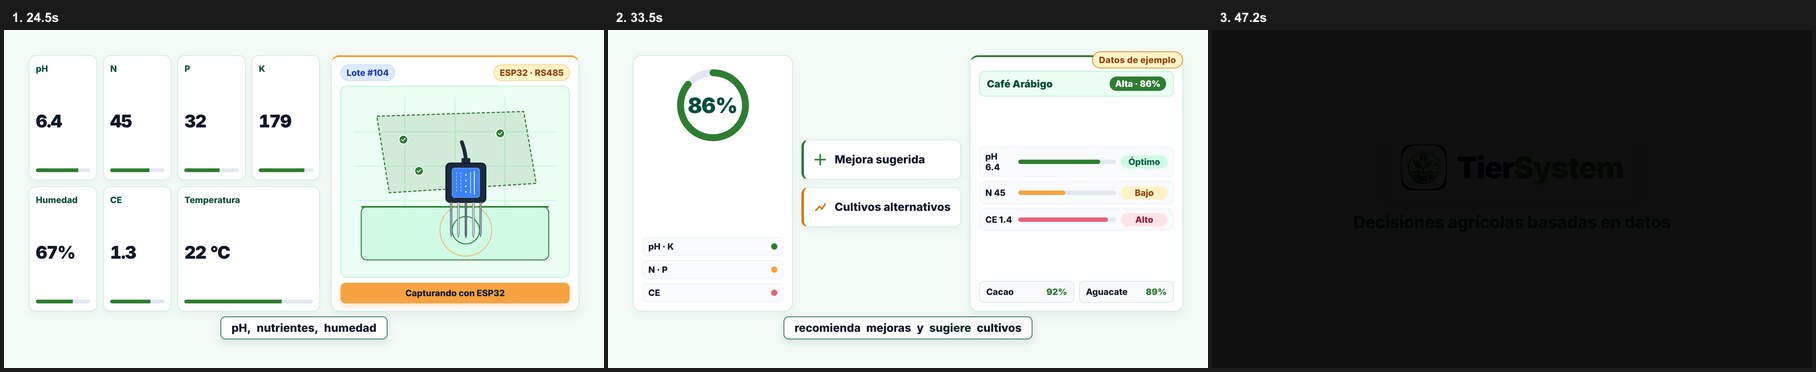 1. 24.5s
pH
6.4
N
45
P
32
K
179
Humedad
67%
CE
1.3
Temperatura
22 °C
Lote #104
ESP32 · RS485
Capturando con ESP32
pH, nutrientes, humedad
2. 33.5s
86%
pH · K
N · P
CE
Mejora sugerida
Cultivos alternativos
Datos de ejemplo
Café Arábigo
Alta · 86%
pH
6.4
Óptimo
N 45
Bajo
CE 1.4
Alto
Cacao 92%
Aguacate 89%
recomienda mejoras y sugiere cultivos
3. 47.2s
TierSystem
Decisiones agrícolas basadas en datos